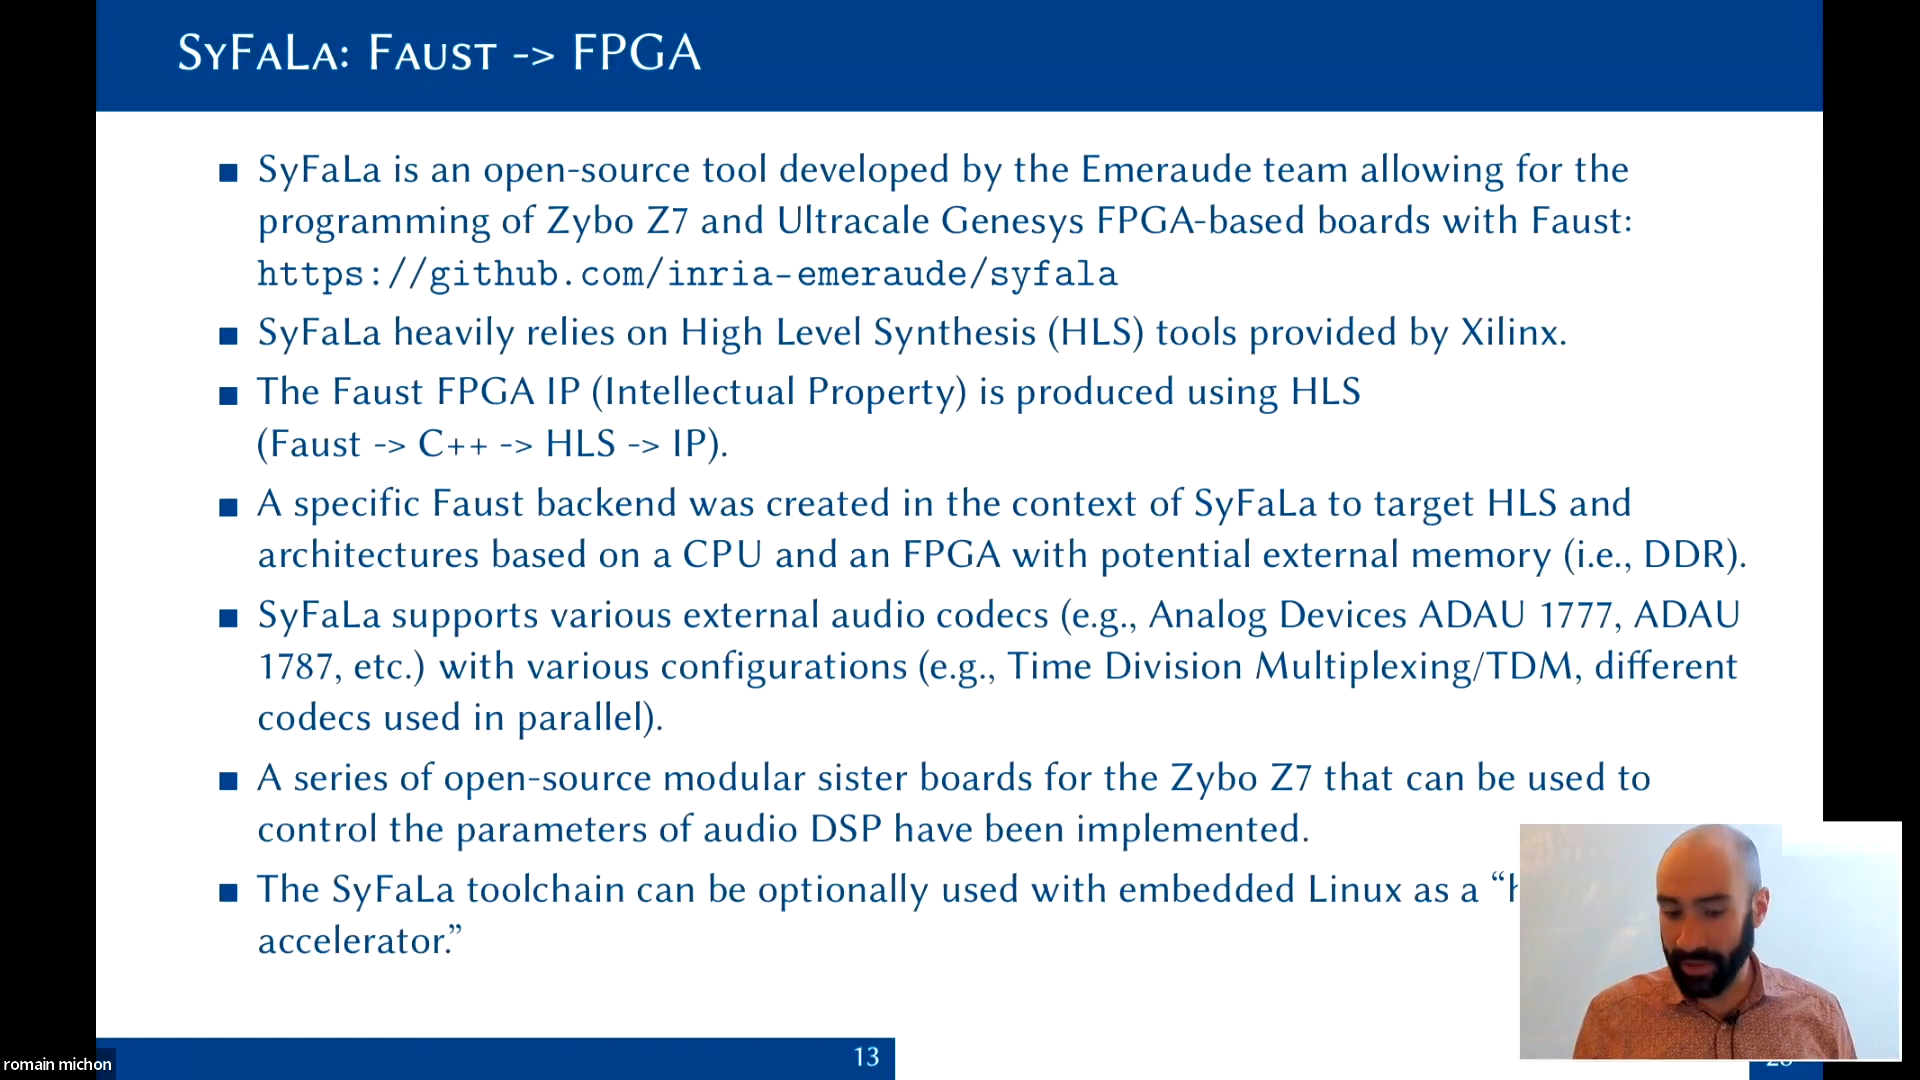 SyFaLa: Faust -> FPGA
■ SyFaLa is an open-source tool developed by the Emeraude team allowing for the
programming of Zybo Z7 and Ultracale Genesys FPGA-based boards with Faust:
https://github.com/inria-emeraude/syfala
■ SyFaLa heavily relies on High Level Synthesis (HLS) tools provided by Xilinx.
■ The Faust FPGA IP (Intellectual Property) is produced using HLS
(Faust -> C++ -> HLS -> IP).
■ A specific Faust backend was created in the context of SyFaLa to target HLS and
architectures based on a CPU and an FPGA with potential external memory (i.e., DDR).
■ SyFaLa supports various external audio codecs (e.g., Analog Devices ADAU 1777, ADAU
1787, etc.) with various configurations (e.g., Time Division Multiplexing/TDM, different
codecs used in parallel).
■ A series of open-source modular sister boards for the Zybo Z7 that can be used to
control the parameters of audio DSP have been implemented.
■ The SyFaLa toolchain can be optionally used with embedded Linux as a
accelerator.”
13
romain michon